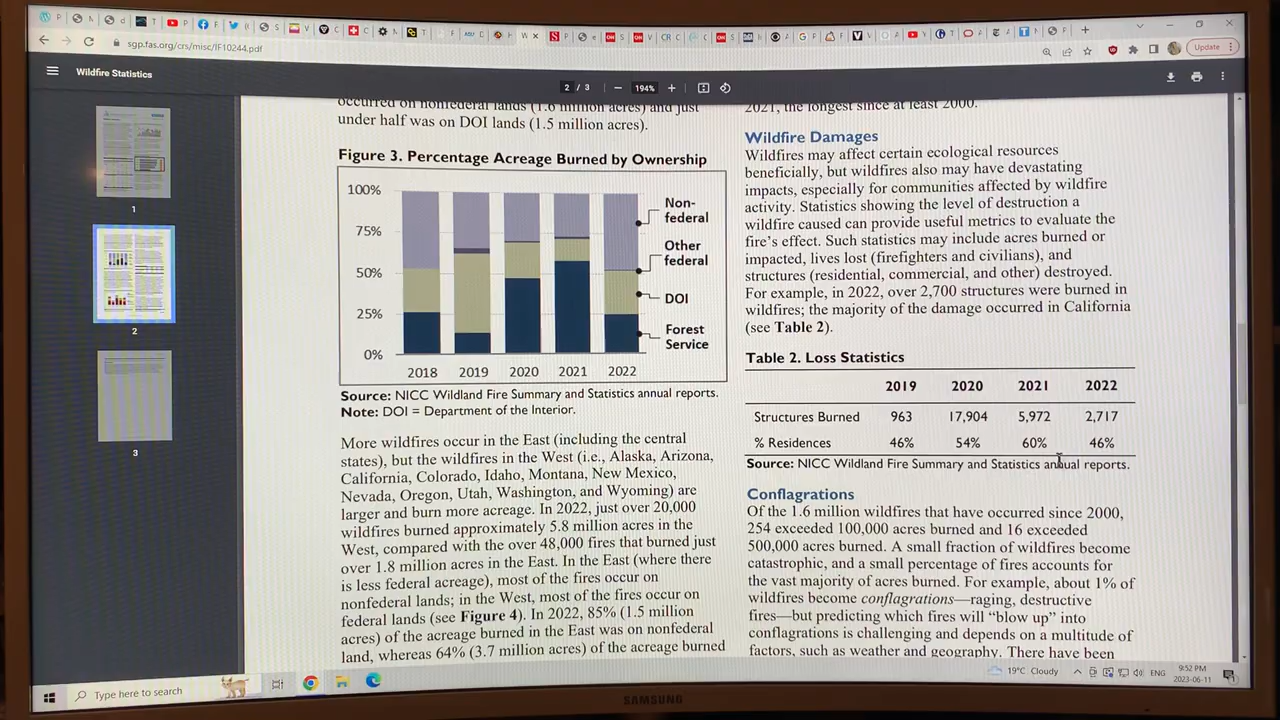 sgp.fas.org/crs/misc/IF10244.pdf
Update
Wildfire Statistics
2 / 3
194%
1
2
3
under half was on DOI lands (1.5 million acres).
Figure 3. Percentage Acreage Burned by Ownership
100%
75%
50%
25%
0%
2018 2019 2020 2021 2022
Non-
federal
Other
federal
DOI
Forest
Service
Source: NICC Wildland Fire Summary and Statistics annual reports.
Note: DOI = Department of the Interior.
More wildfires occur in the East (including the central
states), but the wildfires in the West (i.e., Alaska, Arizona,
California, Colorado, Idaho, Montana, New Mexico,
Nevada, Oregon, Utah, Washington, and Wyoming) are
larger and burn more acreage. In 2022, just over 20,000
wildfires burned approximately 5.8 million acres in the
West, compared with the over 48,000 fires that burned just
over 1.8 million acres in the East. In the East (where there
is less federal acreage), most of the fires occur on
nonfederal lands; in the West, most of the fires occur on
federal lands (see Figure 4). In 2022, 85% (1.5 million
acres) of the acreage burned in the East was on nonfederal
land, whereas 64% (3.7 million acres) of the acreage burned
2021, the longest since at least 2000.
Wildfire Damages
Wildfires may affect certain ecological resources
beneficially, but wildfires also may have devastating
impacts, especially for communities affected by wildfire
activity. Statistics showing the level of destruction a
wildfire caused can provide useful metrics to evaluate the
fire's effect. Such statistics may include acres burned or
impacted, lives lost (firefighters and civilians), and
structures (residential, commercial, and other) destroyed.
For example, in 2022, over 2,700 structures were burned in
wildfires; the majority of the damage occurred in California
(see Table 2).
Table 2. Loss Statistics
2019 2020 2021 2022
Structures Burned 963 17,904 5,972 2,717
% Residences 46% 54% 60% 46%
Source: NICC Wildland Fire Summary and Statistics annual reports.
Conflagrations
Of the 1.6 million wildfires that have occurred since 2000,
254 exceeded 100,000 acres burned and 16 exceeded
500,000 acres burned. A small fraction of wildfires become
catastrophic, and a small percentage of fires accounts for
the vast majority of acres burned. For example, about 1% of
wildfires become conflagrations—raging, destructive
fires—but predicting which fires will "blow up" into
conflagrations is challenging and depends on a multitude of
factors, such as weather and geography. There have been
Type here to search
19°C Cloudy
ENG
9:52 PM
2023-06-11
SAMSUNG